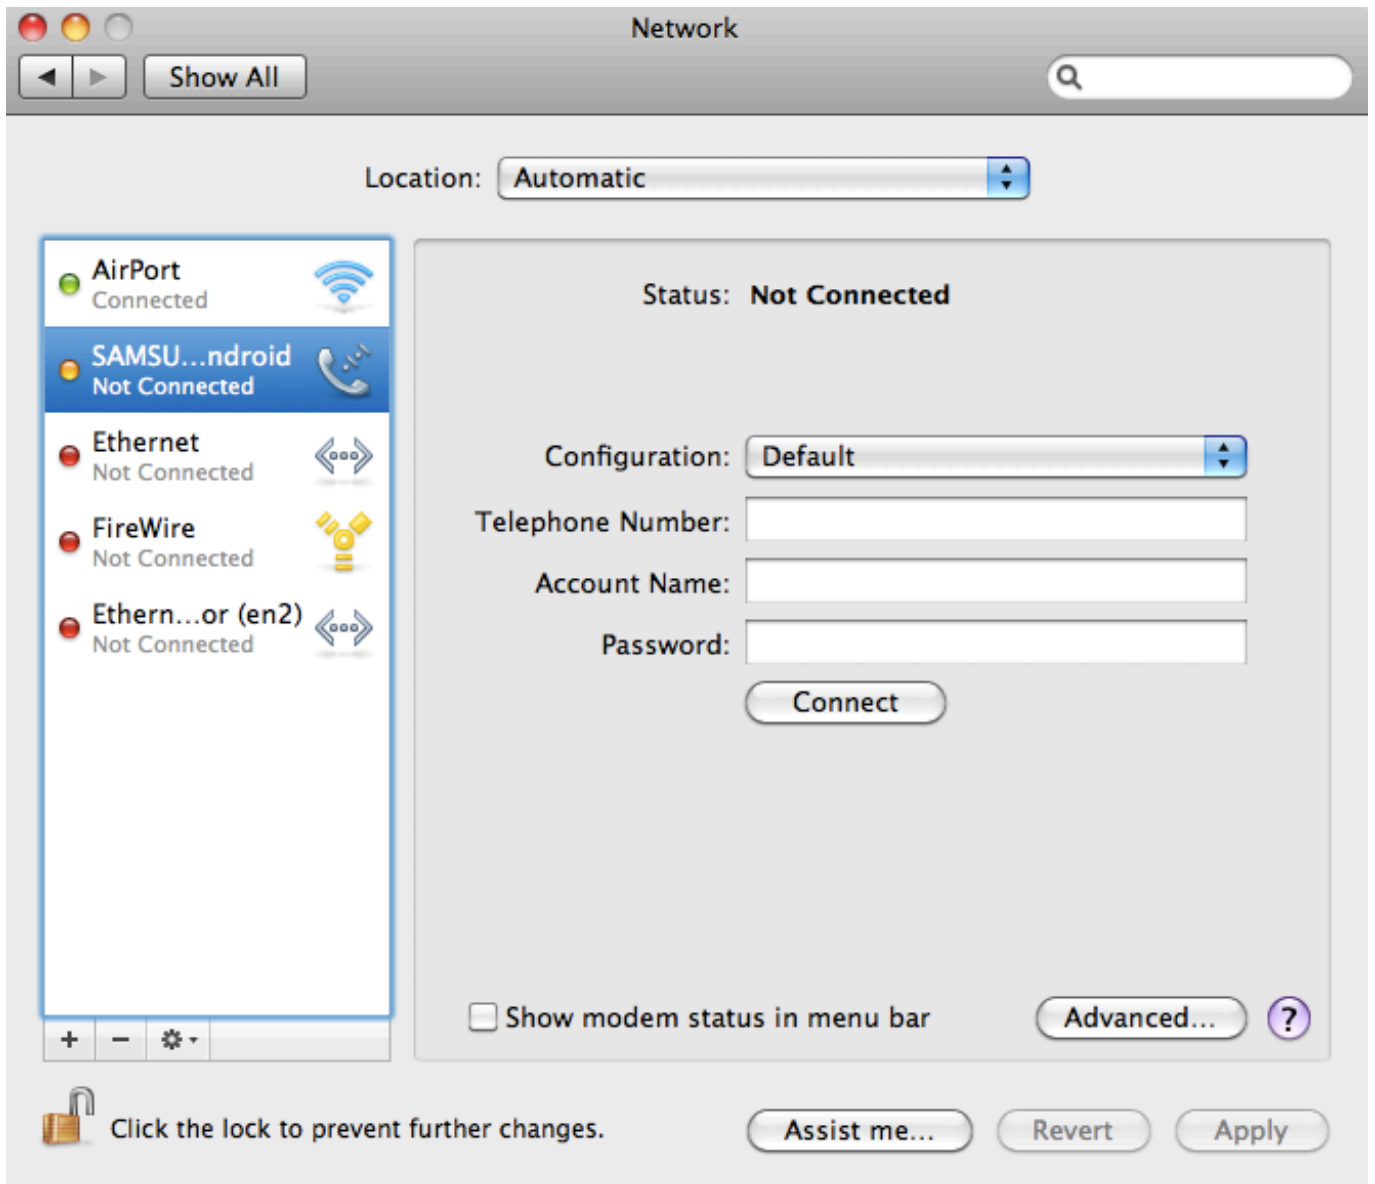 Network
Show All
Location: Automatic
AirPort
Connected
SAMSU...ndroid
Not Connected
Ethernet
Not Connected
FireWire
Not Connected
Ethern...or (en2)
Not Connected
Status: Not Connected
Configuration: Default
Telephone Number:
Account Name:
Password:
Connect
Show modem status in menu bar
Advanced... ?
Click the lock to prevent further changes.
Assist me... Revert Apply